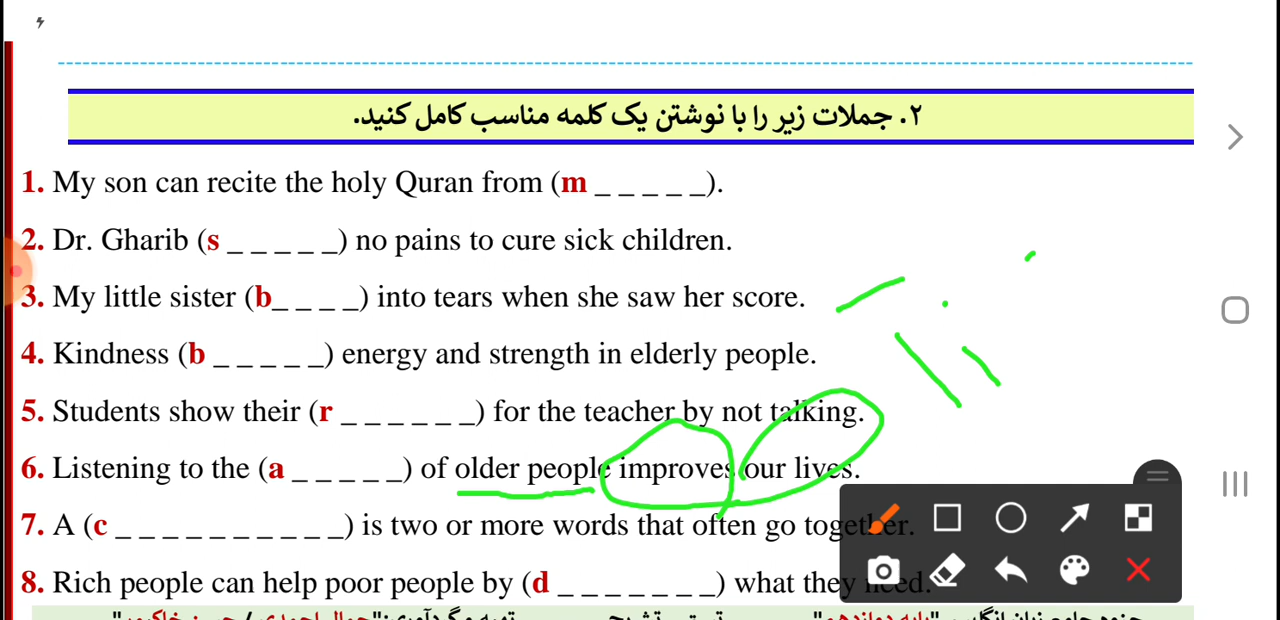 ۲. جملات زیر را با نوشتن یک کلمه مناسب کامل کنید.
1. My son can recite the holy Quran from (m _ _ _ _ _).
2. Dr. Gharib (s _ _ _ _ _) no pains to cure sick children.
3. My little sister (b_ _ _ _) into tears when she saw her score.
4. Kindness (b _ _ _ _ _) energy and strength in elderly people.
5. Students show their (r _ _ _ _ _ _) for the teacher by not talking.
6. Listening to the (a _ _ _ _ _) of older people improves our lives.
7. A (c _ _ _ _ _ _ _ _ _ _) is two or more words that often go together.
8. Rich people can help poor people by (d _ _ _ _ _ _ _) what they need.